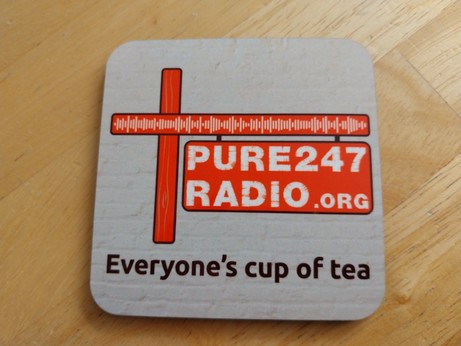 PURE247
RADIO.ORG
Everyone's cup of tea